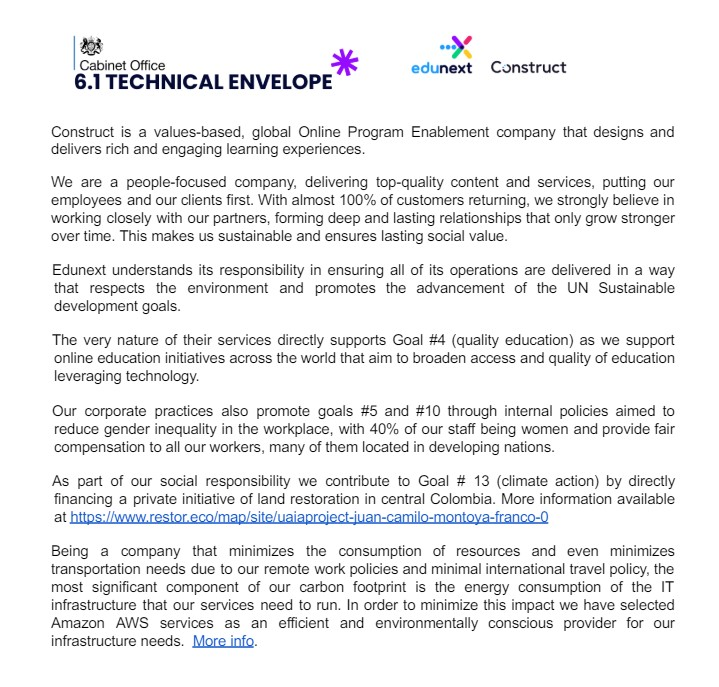 Cabinet Office
6.1 TECHNICAL ENVELOPE
edunext Construct
Construct is a values-based, global Online Program Enablement company that designs and
delivers rich and engaging learning experiences.
We are a people-focused company, delivering top-quality content and services, putting our
employees and our clients first. With almost 100% of customers returning, we strongly believe in
working closely with our partners, forming deep and lasting relationships that only grow stronger
over time. This makes us sustainable and ensures lasting social value.
Edunext understands its responsibility in ensuring all of its operations are delivered in a way
that respects the environment and promotes the advancement of the UN Sustainable
development goals.
The very nature of their services directly supports Goal #4 (quality education) as we support
online education initiatives across the world that aim to broaden access and quality of education
leveraging technology.
Our corporate practices also promote goals #5 and #10 through internal policies aimed to
reduce gender inequality in the workplace, with 40% of our staff being women and provide fair
compensation to all our workers, many of them located in developing nations.
As part of our social responsibility we contribute to Goal # 13 (climate action) by directly
financing a private initiative of land restoration in central Colombia. More information available
at https://www.restor.eco/map/site/uaiaproject-juan-camilo-montoya-franco-0
Being a company that minimizes the consumption of resources and even minimizes
transportation needs due to our remote work policies and minimal international travel policy, the
most significant component of our carbon footprint is the energy consumption of the IT
infrastructure that our services need to run. In order to minimize this impact we have selected
Amazon AWS services as an efficient and environmentally conscious provider for our
infrastructure needs. More info.